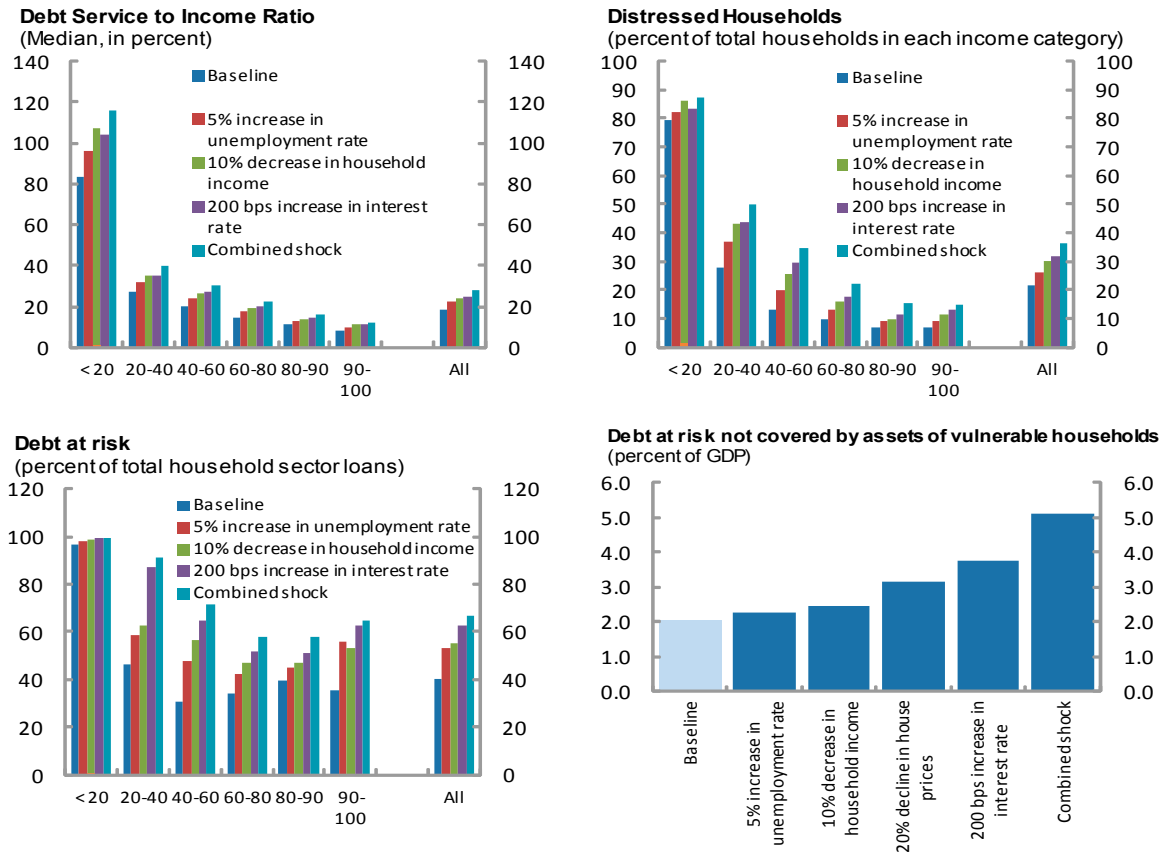 Debt Service to Income Ratio
(Median, in percent)
140
120
100
80
60
40
20
0
140
120
100
80
60
40
20
0
Baseline
5% increase in
unemployment rate
10% decrease in household
income
200 bps increase in interest
rate
Combined shock
<20 20-40 40-60 60-80 80-90 90-
100
All
Distressed Households
(percent of total households in each income category)
100
90
80
70
60
50
40
30
20
10
0
100
90
80
70
60
50
40
30
20
10
0
Baseline
5% increase in
unemployment rate
10% decrease in
household income
200 bps increase in
interest rate
Combined shock
<20 20-40 40-60 60-80 80-90 90-
100
All
Debt at risk
(percent of total household sector loans)
120
100
80
60
40
20
0
120
100
80
60
40
20
0
Baseline
5% increase in unemployment rate
10% decrease in household income
200 bps increase in interest rate
Combined shock
<20 20-40 40-60 60-80 80-90 90-
100
All
Debt at risk not covered by assets of vulnerable households
(percent of GDP)
6.0
5.0
4.0
3.0
2.0
1.0
0.0
6.0
5.0
4.0
3.0
2.0
1.0
0.0
Baseline
5% increase in
unemployment rate
10% decrease in
household income
20% decline in house
prices
200 bps increase in
interest rate
Combined shock